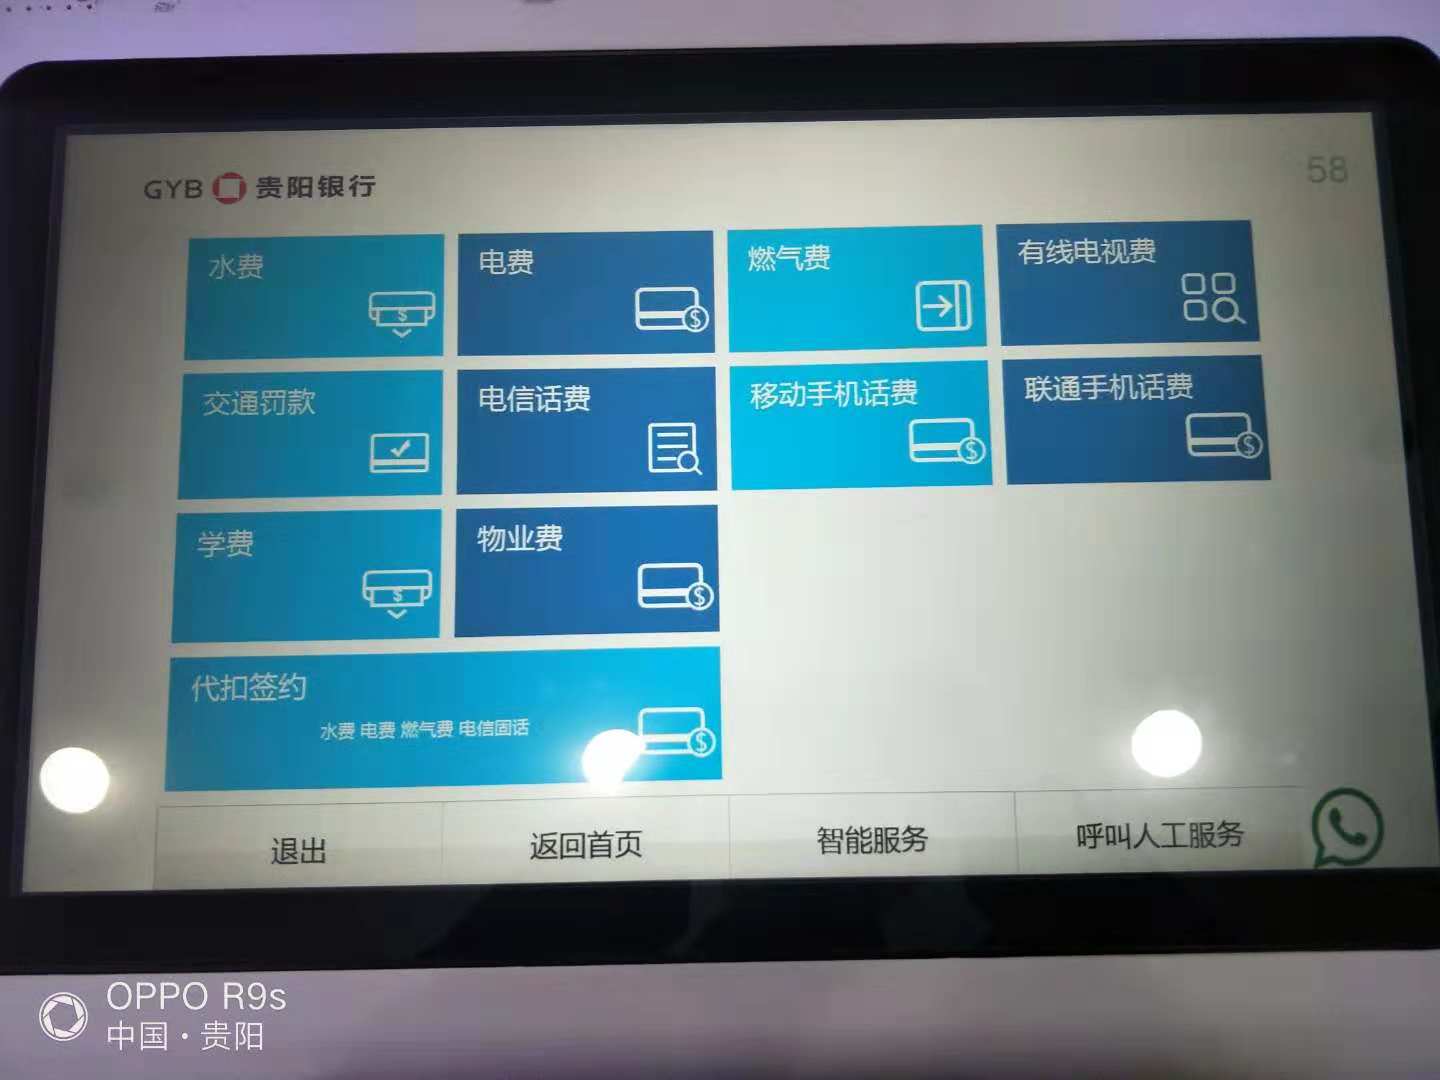 GYB 贵阳银行
58
水费
电费
燃气费
有线电视费
交通罚款
电信话费
移动手机话费
联通手机话费
学费
物业费
代扣签约
水费 电费 燃气费 电信固话
退出
返回首页
智能服务
呼叫人工服务
OPPO R9s
中国·贵阳